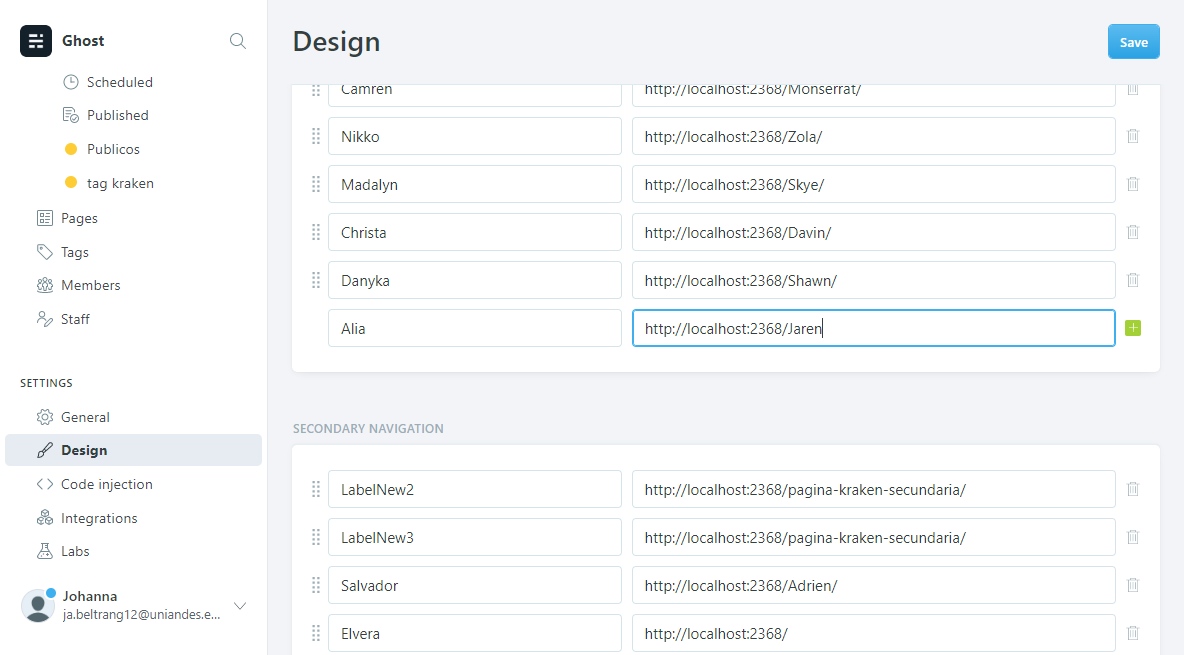 Ghost
Scheduled
Published
Publicos
tag kraken
Pages
Tags
Members
Staff
SETTINGS
General
Design
Code injection
Integrations
Labs
Johanna
ja.beltrang12@uniandes.e...
Design
Save
Camren http://localhost:2368/Monserrat/
Nikko http://localhost:2368/Zola/
Madalyn http://localhost:2368/Skye/
Christa http://localhost:2368/Davin/
Danyka http://localhost:2368/Shawn/
Alia http://localhost:2368/Jaren
SECONDARY NAVIGATION
LabelNew2 http://localhost:2368/pagina-kraken-secundaria/
LabelNew3 http://localhost:2368/pagina-kraken-secundaria/
Salvador http://localhost:2368/Adrien/
Elvera http://localhost:2368/